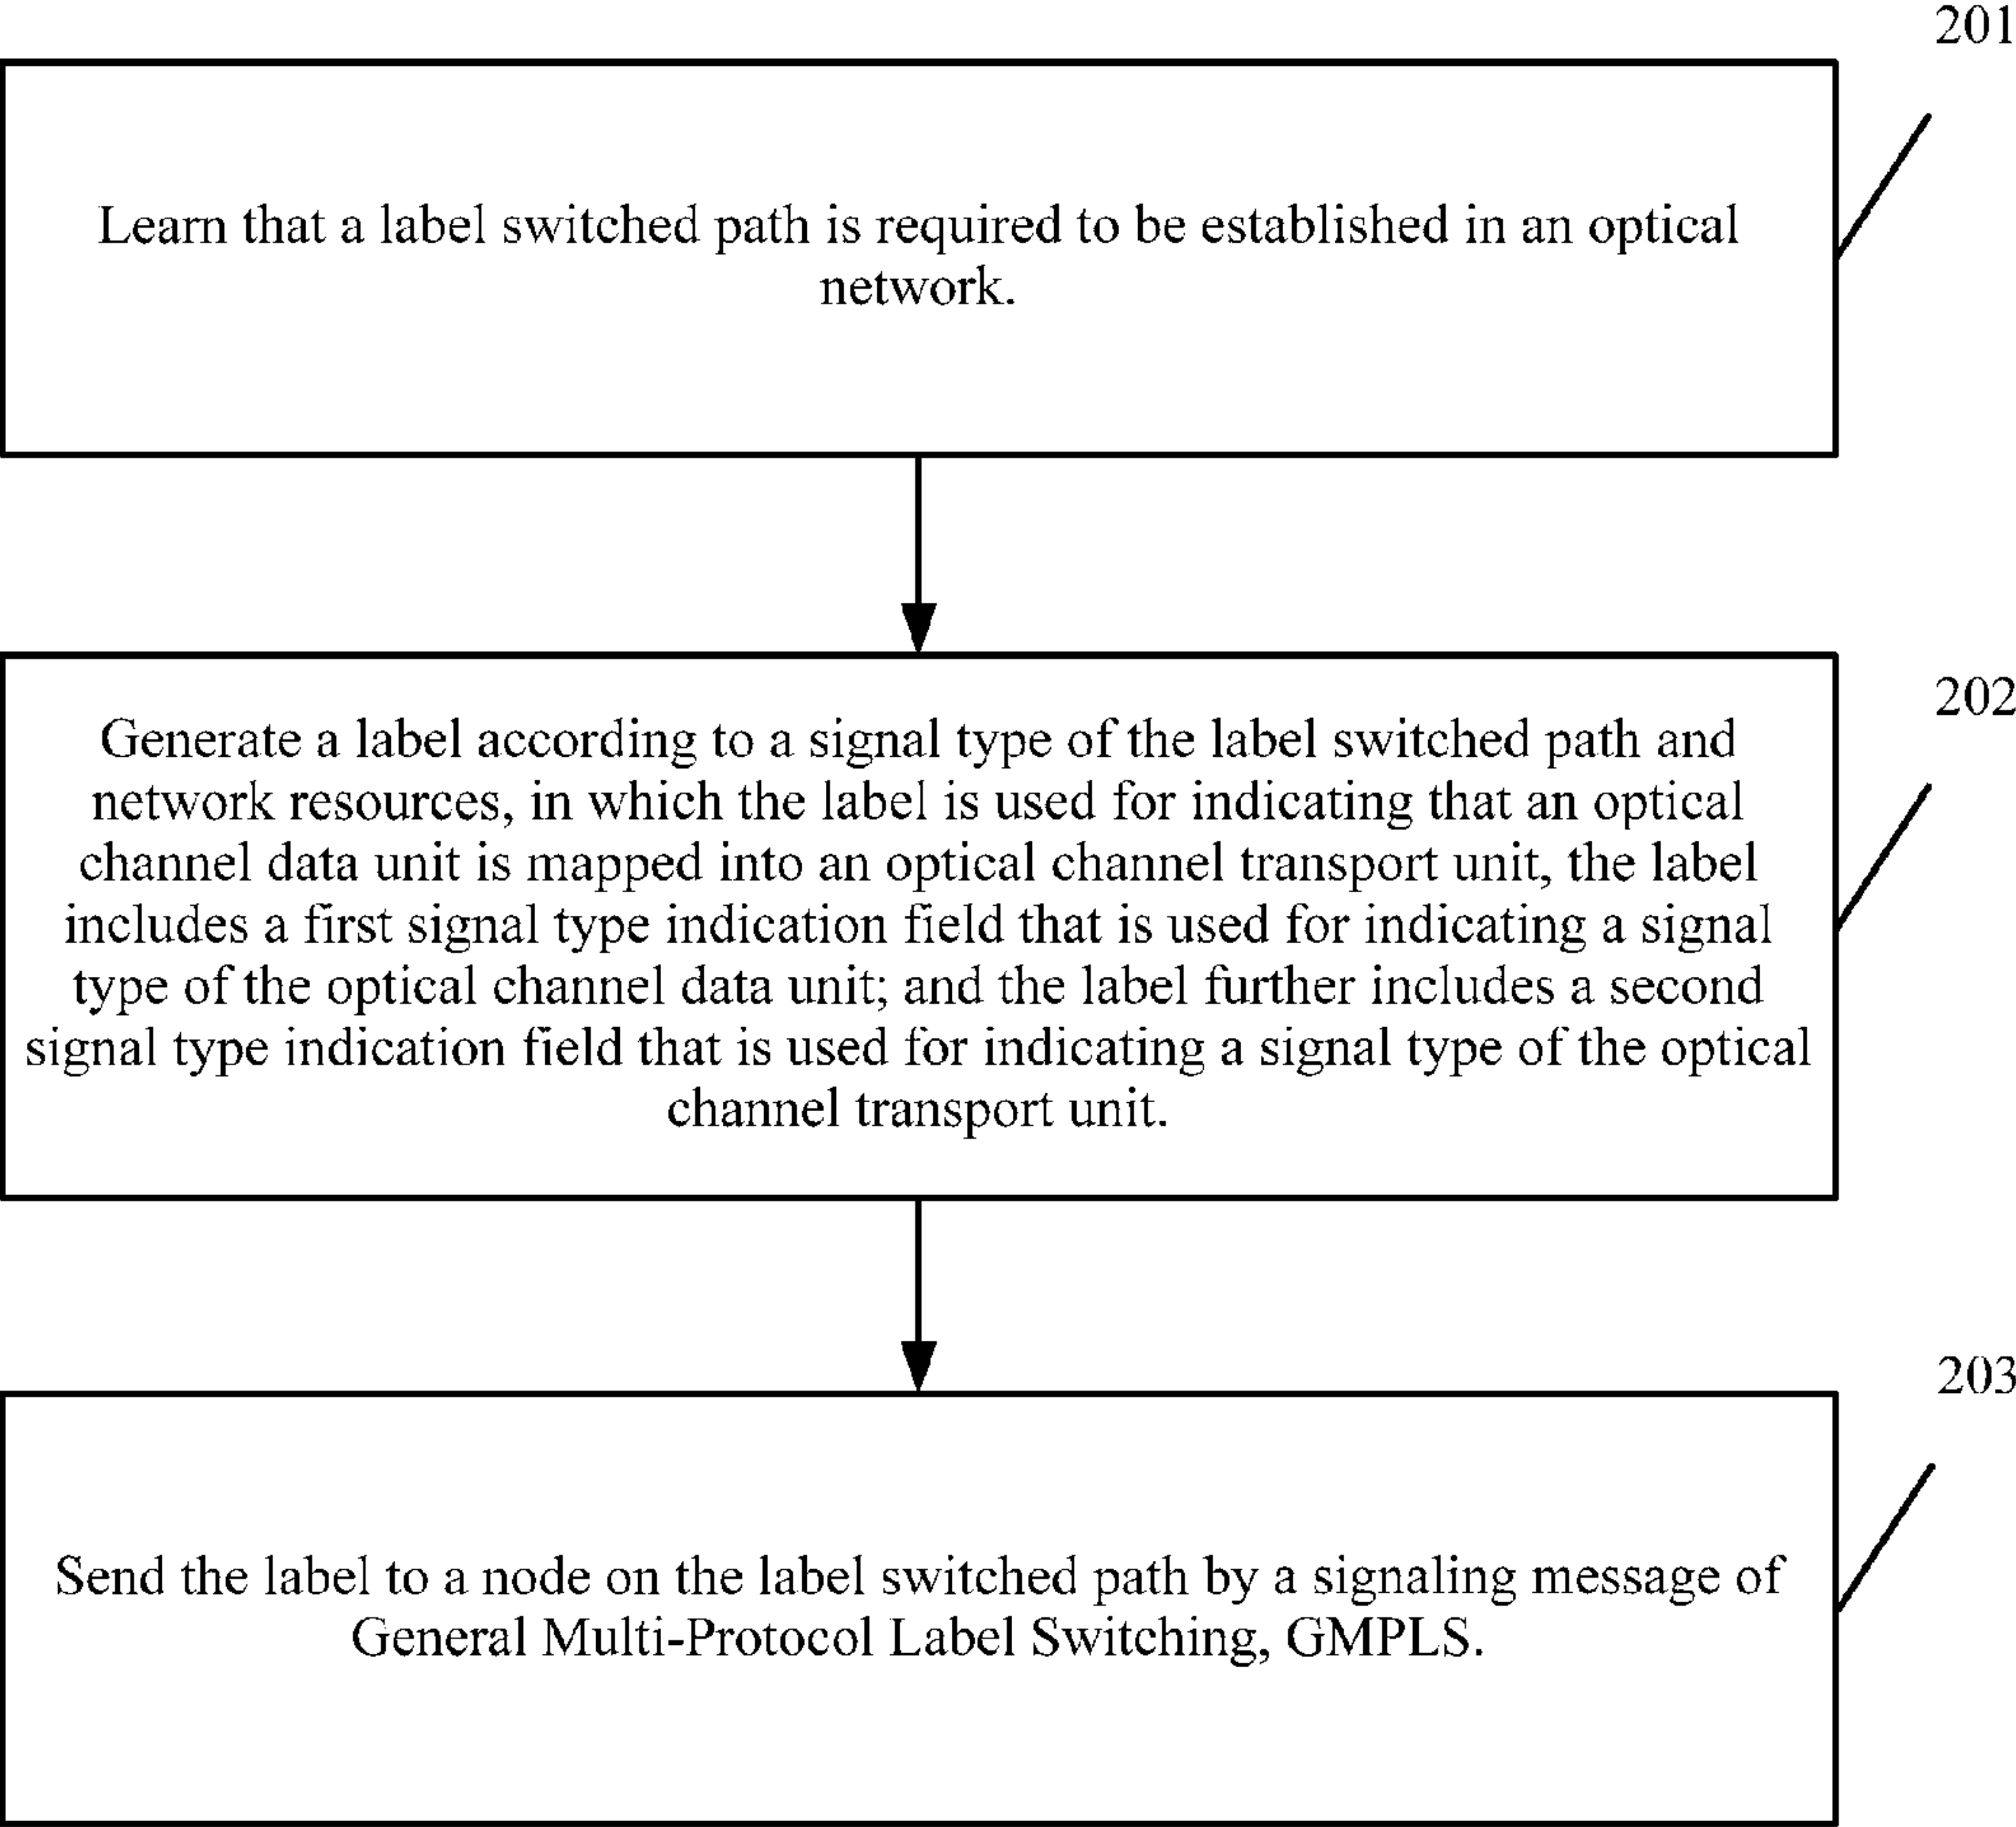 201
Learn that a label switched path is required to be established in an optical
network.
202
Generate a label according to a signal type of the label switched path and
network resources, in which the label is used for indicating that an optical
channel data unit is mapped into an optical channel transport unit, the label
includes a first signal type indication field that is used for indicating a signal
type of the optical channel data unit; and the label further includes a second
signal type indication field that is used for indicating a signal type of the optical
channel transport unit.
203
Send the label to a node on the label switched path by a signaling message of
General Multi-Protocol Label Switching, GMPLS.